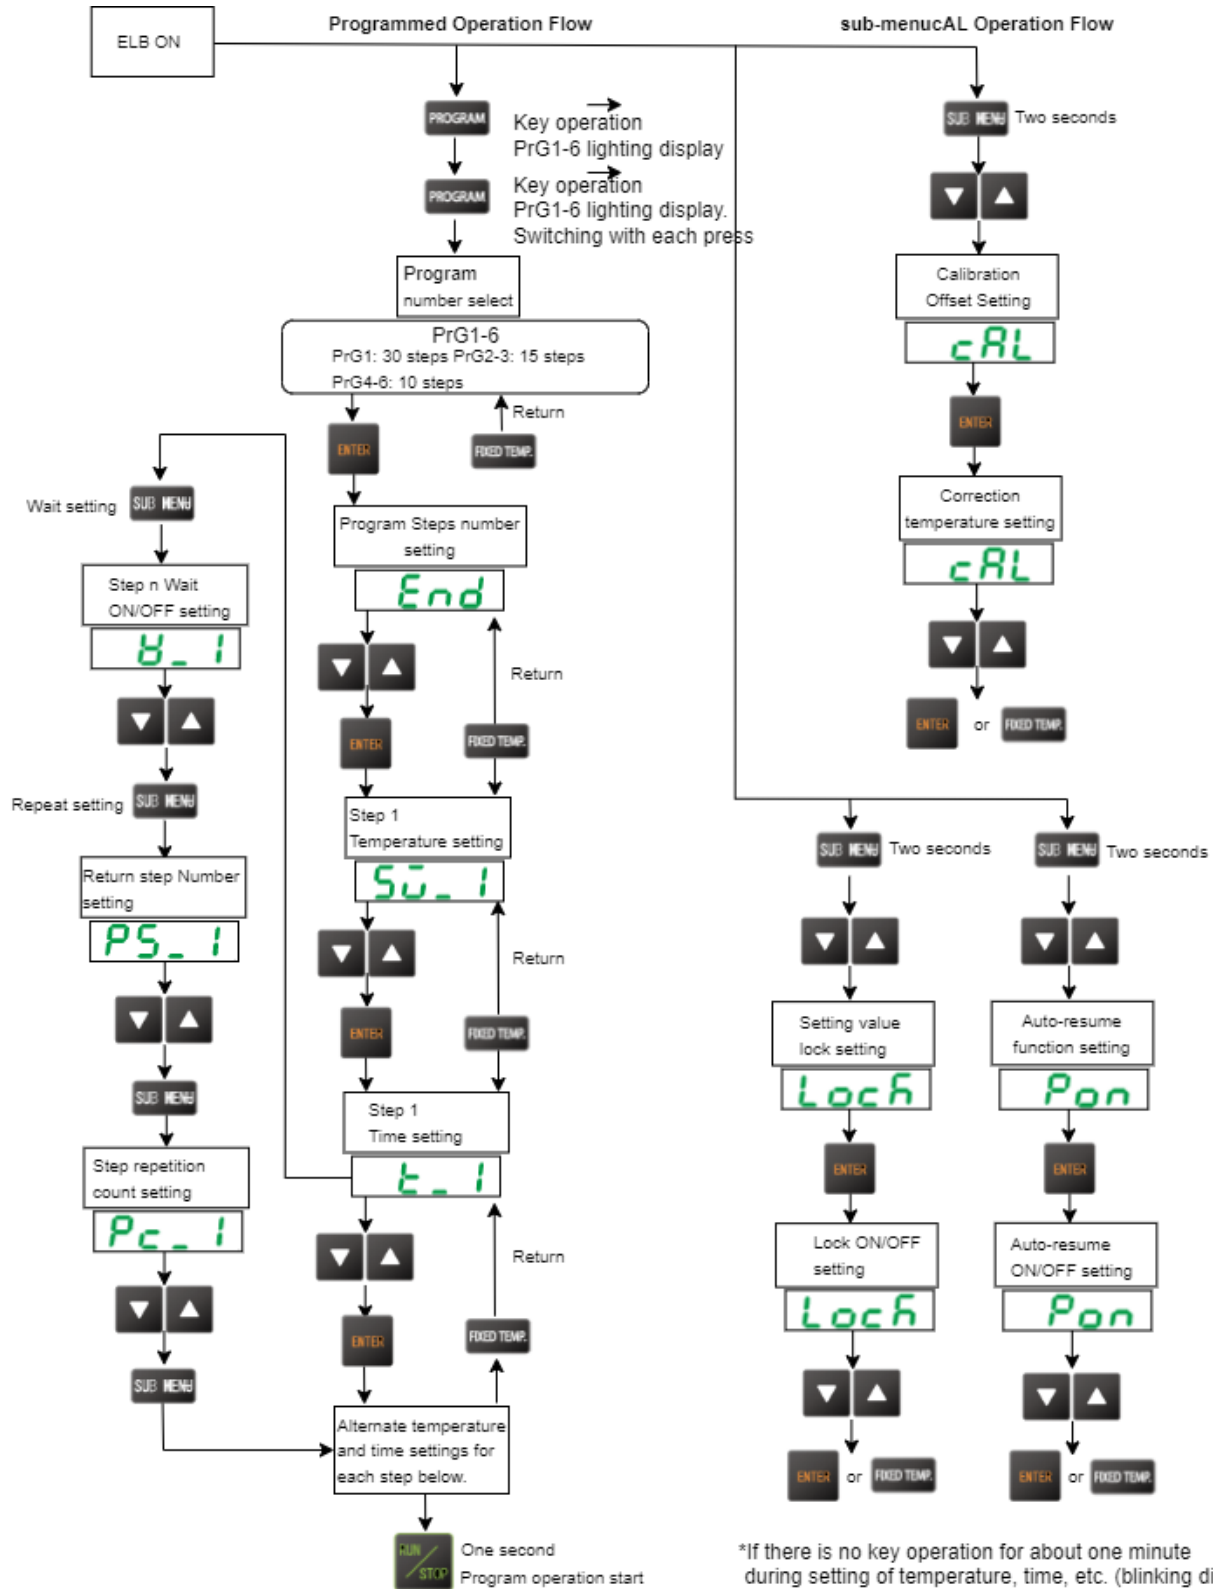 Programmed Operation Flow
sub-menucAL Operation Flow
ELB ON
PROGRAM
Key operation
PrG1-6 lighting display
PROGRAM
Key operation
PrG1-6 lighting display.
Switching with each press
Program
number select
PrG1-6
PrG1: 30 steps PrG2-3: 15 steps
PrG4-6: 10 steps
ENTER
FIXED TEMP.
Return
Program Steps number
setting
End
Return
ENTER
FIXED TEMP.
Step 1
Temperature setting
SV_1
Return
ENTER
FIXED TEMP.
Step 1
Time setting
t_1
Return
ENTER
FIXED TEMP.
Alternate temperature
and time settings for
each step below.
RUN/STOP
One second
Program operation start
Wait setting
SUB MENU
Step n Wait
ON/OFF setting
W_1
Repeat setting
SUB MENU
Return step Number
setting
PS_1
SUB MENU
Step repetition
count setting
Pc_1
SUB MENU
SUB MENU
Two seconds
Calibration
Offset Setting
cAL
ENTER
Correction
temperature setting
cAL
ENTER
or
FIXED TEMP.
SUB MENU
Two seconds
Setting value
lock setting
Lock
ENTER
Lock ON/OFF
setting
Lock
ENTER
or
FIXED TEMP.
SUB MENU
Two seconds
Auto-resume
function setting
Pon
ENTER
Auto-resume
ON/OFF setting
Pon
ENTER
or
FIXED TEMP.
*If there is no key operation for about one minute
during setting of temperature, time, etc. (blinking di